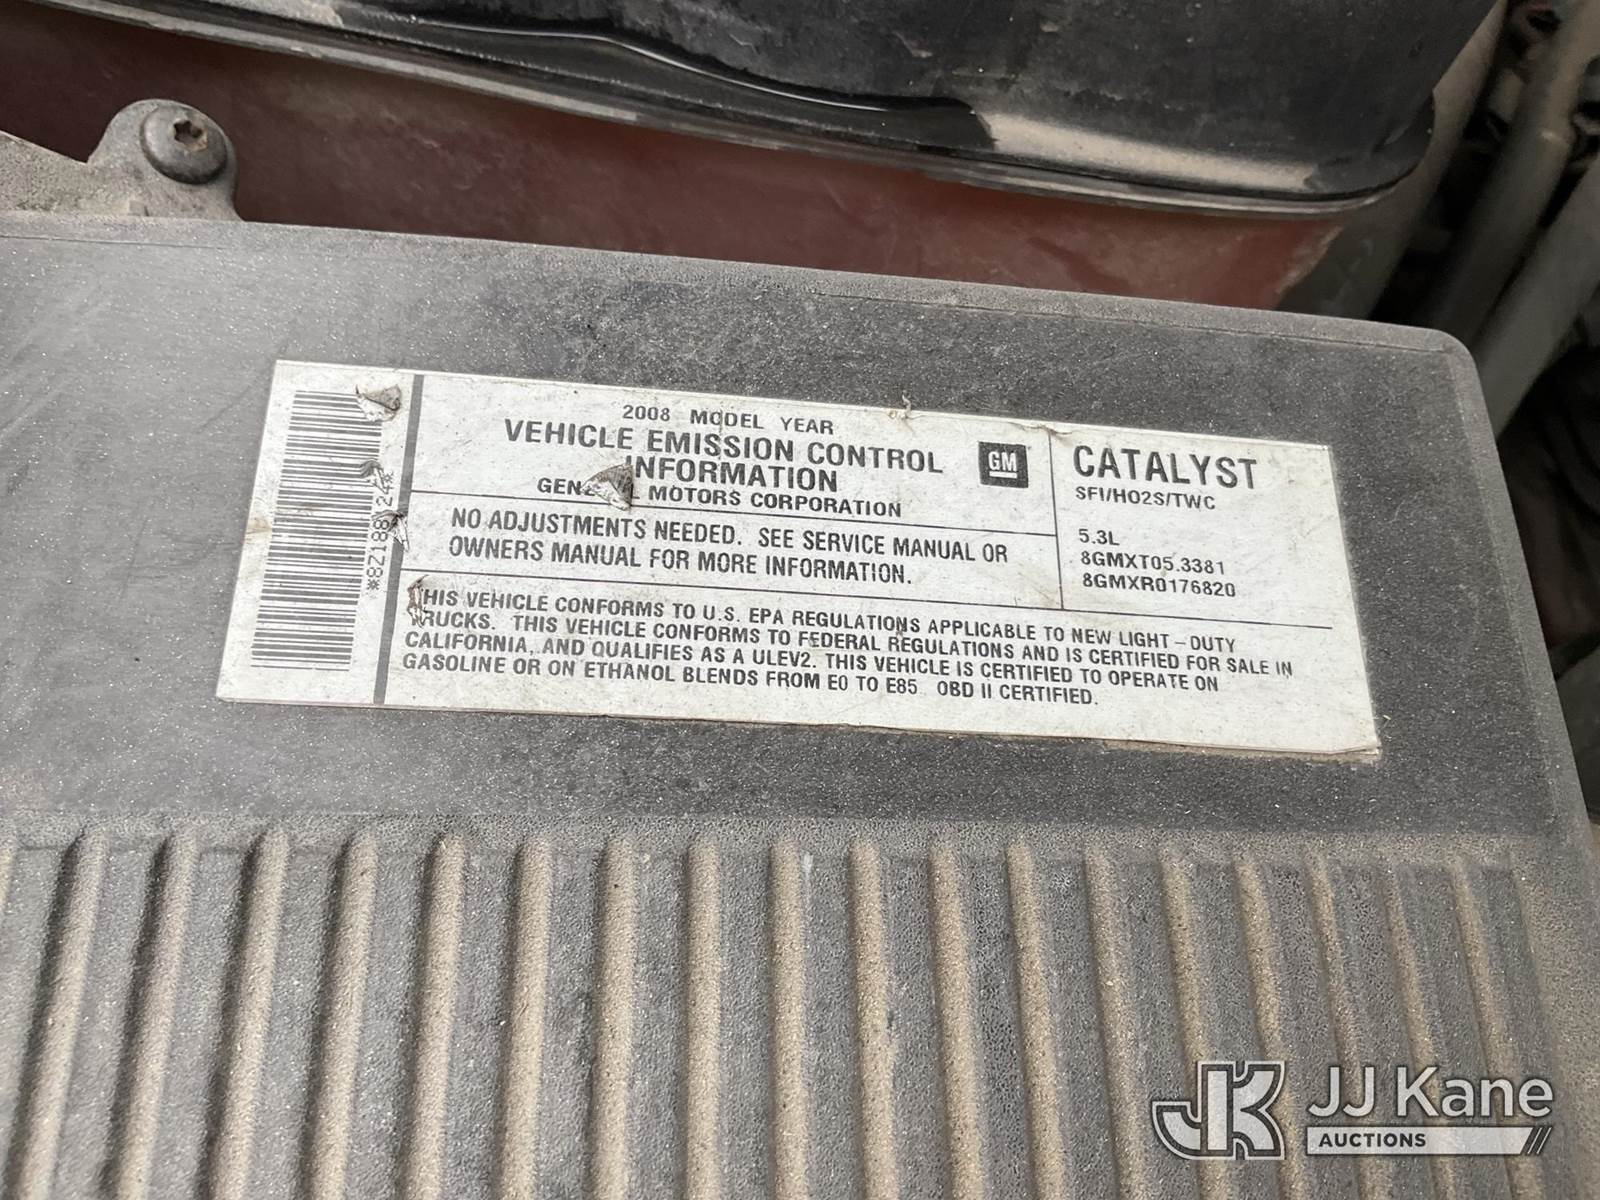 2008 MODEL YEAR
VEHICLE EMISSION CONTROL
INFORMATION
MOTORS CORPORATION
GM
NO ADJUSTMENTS NEEDED. SEE SERVICE MANUAL OR
OWNERS MANUAL FOR MORE INFORMATION.
CATALYST
SFI/HO2S/TWC
5.3L
8GMXT05.3381
8GMXR0176820
THIS VEHICLE CONFORMS TO U.S. EPA REGULATIONS APPLICABLE TO NEW LIGHT-DUTY
TRUCKS. THIS VEHICLE CONFORMS TO FEDERAL REGULATIONS AND IS CERTIFIED FOR SALE IN
CALIFORNIA, AND QUALIFIES AS A ULEV2. THIS VEHICLE IS CERTIFIED TO OPERATE ON
GASOLINE OR ON ETHANOL BLENDS FROM E0 TO E85 OBD II CERTIFIED.
JK JJ Kane
AUCTIONS